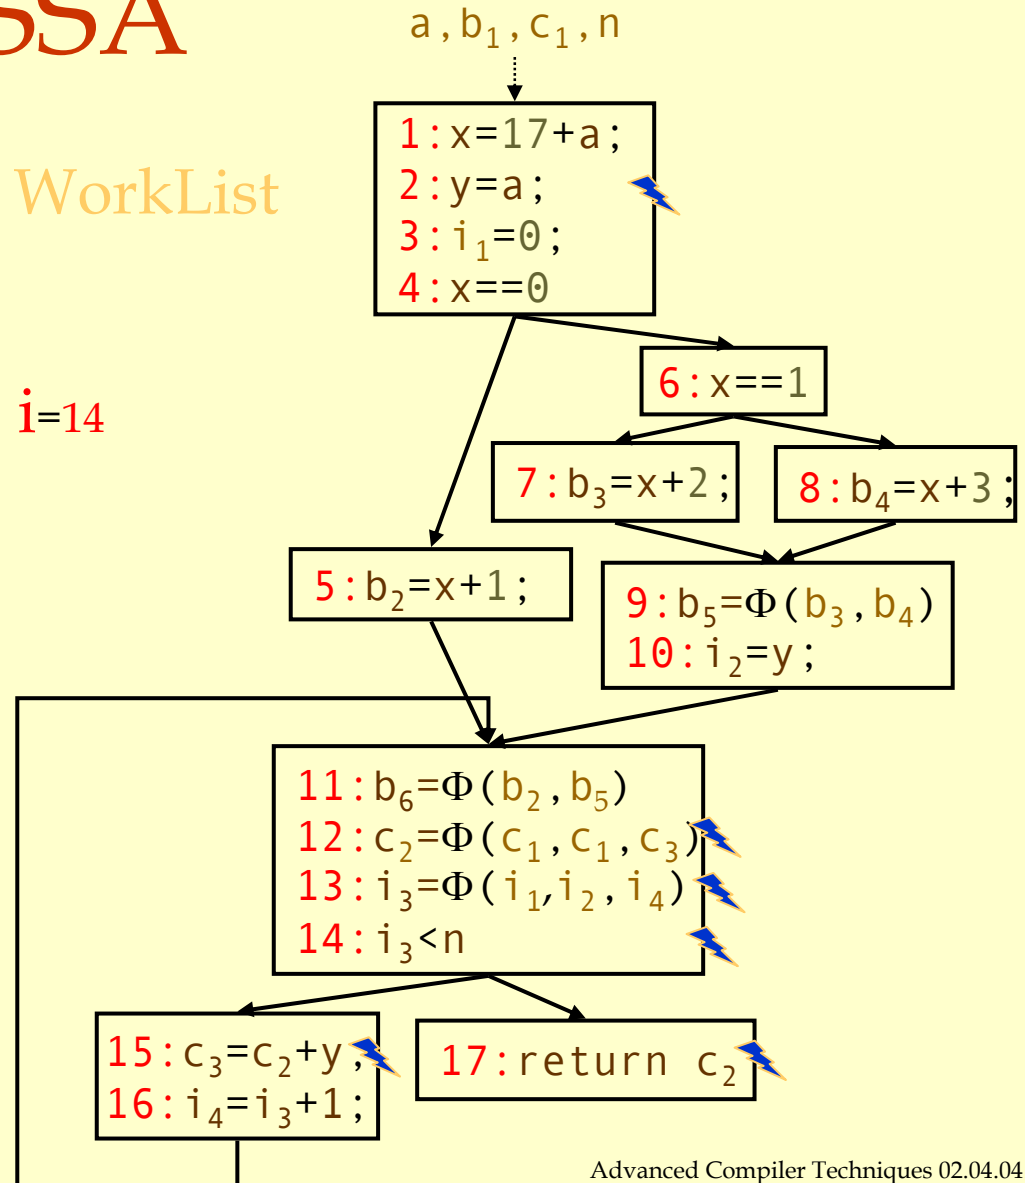 SSA
a,b₁,c₁,n
1:x=17+a;
2:y=a;
3:i₁=0;
4:x==0
WorkList
6:x==1
i=14
7:b₃=x+2;
8:b₄=x+3;
5:b₂=x+1;
9:b₅=Φ(b₃,b₄)
10:i₂=y;
11:b₆=Φ(b₂,b₅)
12:c₂=Φ(c₁,c₁,c₃)
13:i₃=Φ(i₁,i₂,i₄)
14:i₃<n
15:c₃=c₂+y;
16:i₄=i₃+1;
17:return c₂
Advanced Compiler Techniques 02.04.04